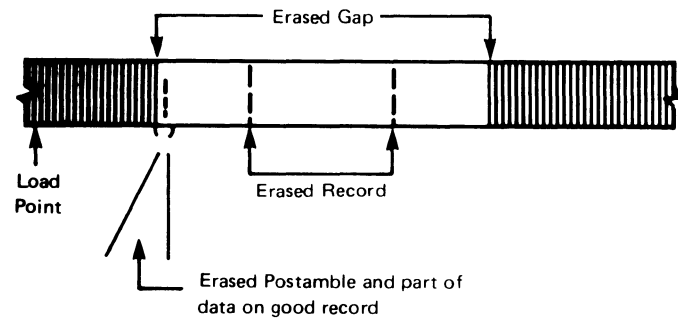 Erased Gap
Load
Point
Erased Record
Erased Postamble and part of
data on good record